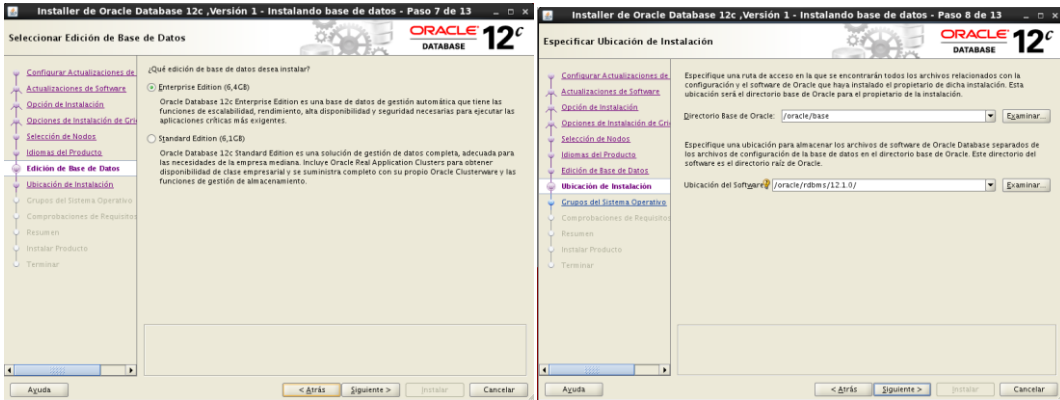 Installer de Oracle Database 12c ,Versión 1 - Instalando base de datos - Paso 7 de 13
Seleccionar Edición de Base de Datos
ORACLE
DATABASE
12c
Configurar Actualizaciones de
Actualizaciones de Software
Opción de Instalación
Opciones de Instalación de Gri
Selección de Nodos
Idiomas del Producto
Edición de Base de Datos
Ubicación de Instalación
Grupos del Sistema Operativo
Comprobaciones de Requisitos
Resumen
Instalar Producto
Terminar
¿Qué edición de base de datos desea instalar?
Enterprise Edition (6,4GB)
Oracle Database 12c Enterprise Edition es una base de datos de gestión automática que tiene las
funciones de escalabilidad, rendimiento, alta disponibilidad y seguridad necesarias para ejecutar las
aplicaciones críticas más exigentes.
Standard Edition (6,1GB)
Oracle Database 12c Standard Edition es una solución de gestión de datos completa, adecuada para
las necesidades de la empresa mediana. Incluye Oracle Real Application Clusters para obtener
disponibilidad de clase empresarial y se suministra completo con su propio Oracle Clusterware y las
funciones de gestión de almacenamiento.
Ayuda
< Atrás
Siguiente >
Instalar
Cancelar
Installer de Oracle Database 12c ,Versión 1 - Instalando base de datos - Paso 8 de 13
Especificar Ubicación de Instalación
ORACLE
DATABASE
12c
Configurar Actualizaciones de
Actualizaciones de Software
Opción de Instalación
Opciones de Instalación de Gri
Selección de Nodos
Idiomas del Producto
Edición de Base de Datos
Ubicación de Instalación
Grupos del Sistema Operativo
Comprobaciones de Requisitos
Resumen
Instalar Producto
Terminar
Especifique una ruta de acceso en la que se encontrarán todos los archivos relacionados con la
configuración y el software de Oracle que haya instalado el propietario de dicha instalación. Esta
ubicación será el directorio base de Oracle para el propietario de la instalación.
Directorio Base de Oracle: /oracle/base
Examinar...
Especifique una ubicación para almacenar los archivos de software de Oracle Database separados de
los archivos de configuración de la base de datos en el directorio base de Oracle. Este directorio del
software es el directorio raíz de Oracle.
Ubicación del Software /oracle/rdbms/12.1.0/
Examinar...
Ayuda
< Atrás
Siguiente >
Instalar
Cancelar